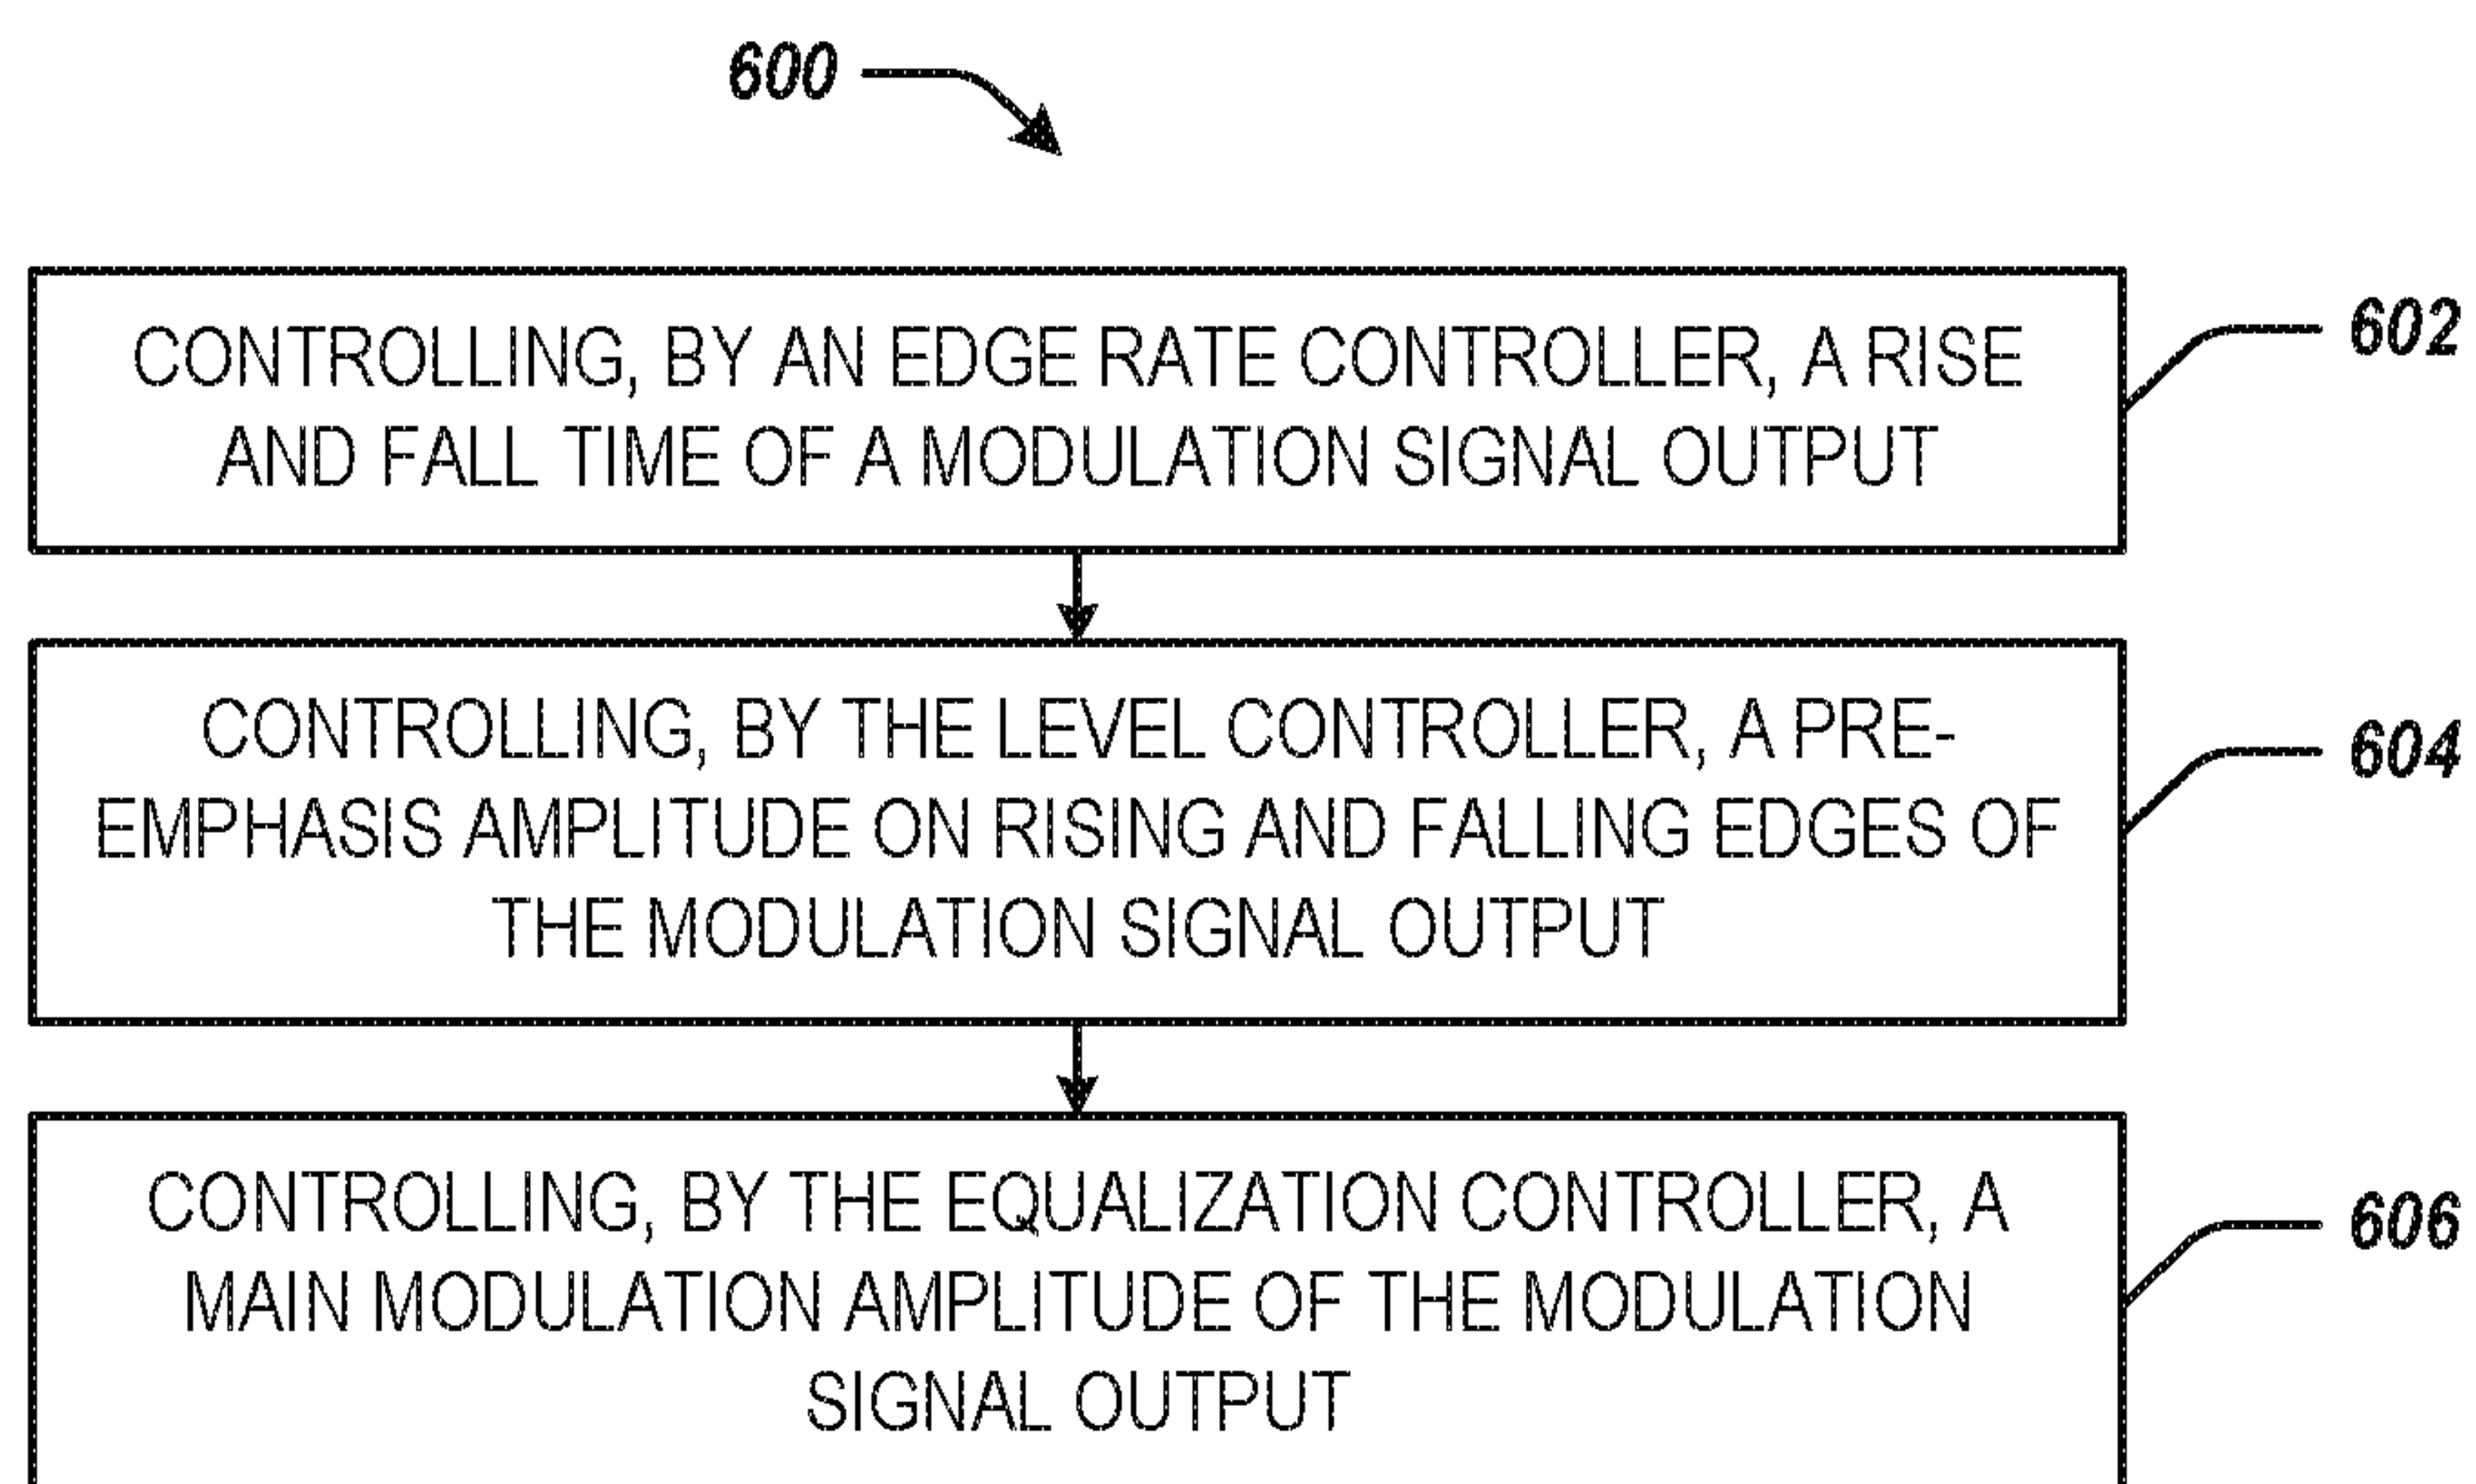 600
CONTROLLING, BY AN EDGE RATE CONTROLLER, A RISE
AND FALL TIME OF A MODULATION SIGNAL OUTPUT
602
CONTROLLING, BY THE LEVEL CONTROLLER, A PRE-
EMPHASIS AMPLITUDE ON RISING AND FALLING EDGES OF
THE MODULATION SIGNAL OUTPUT
604
CONTROLLING, BY THE EQUALIZATION CONTROLLER, A
MAIN MODULATION AMPLITUDE OF THE MODULATION
SIGNAL OUTPUT
606